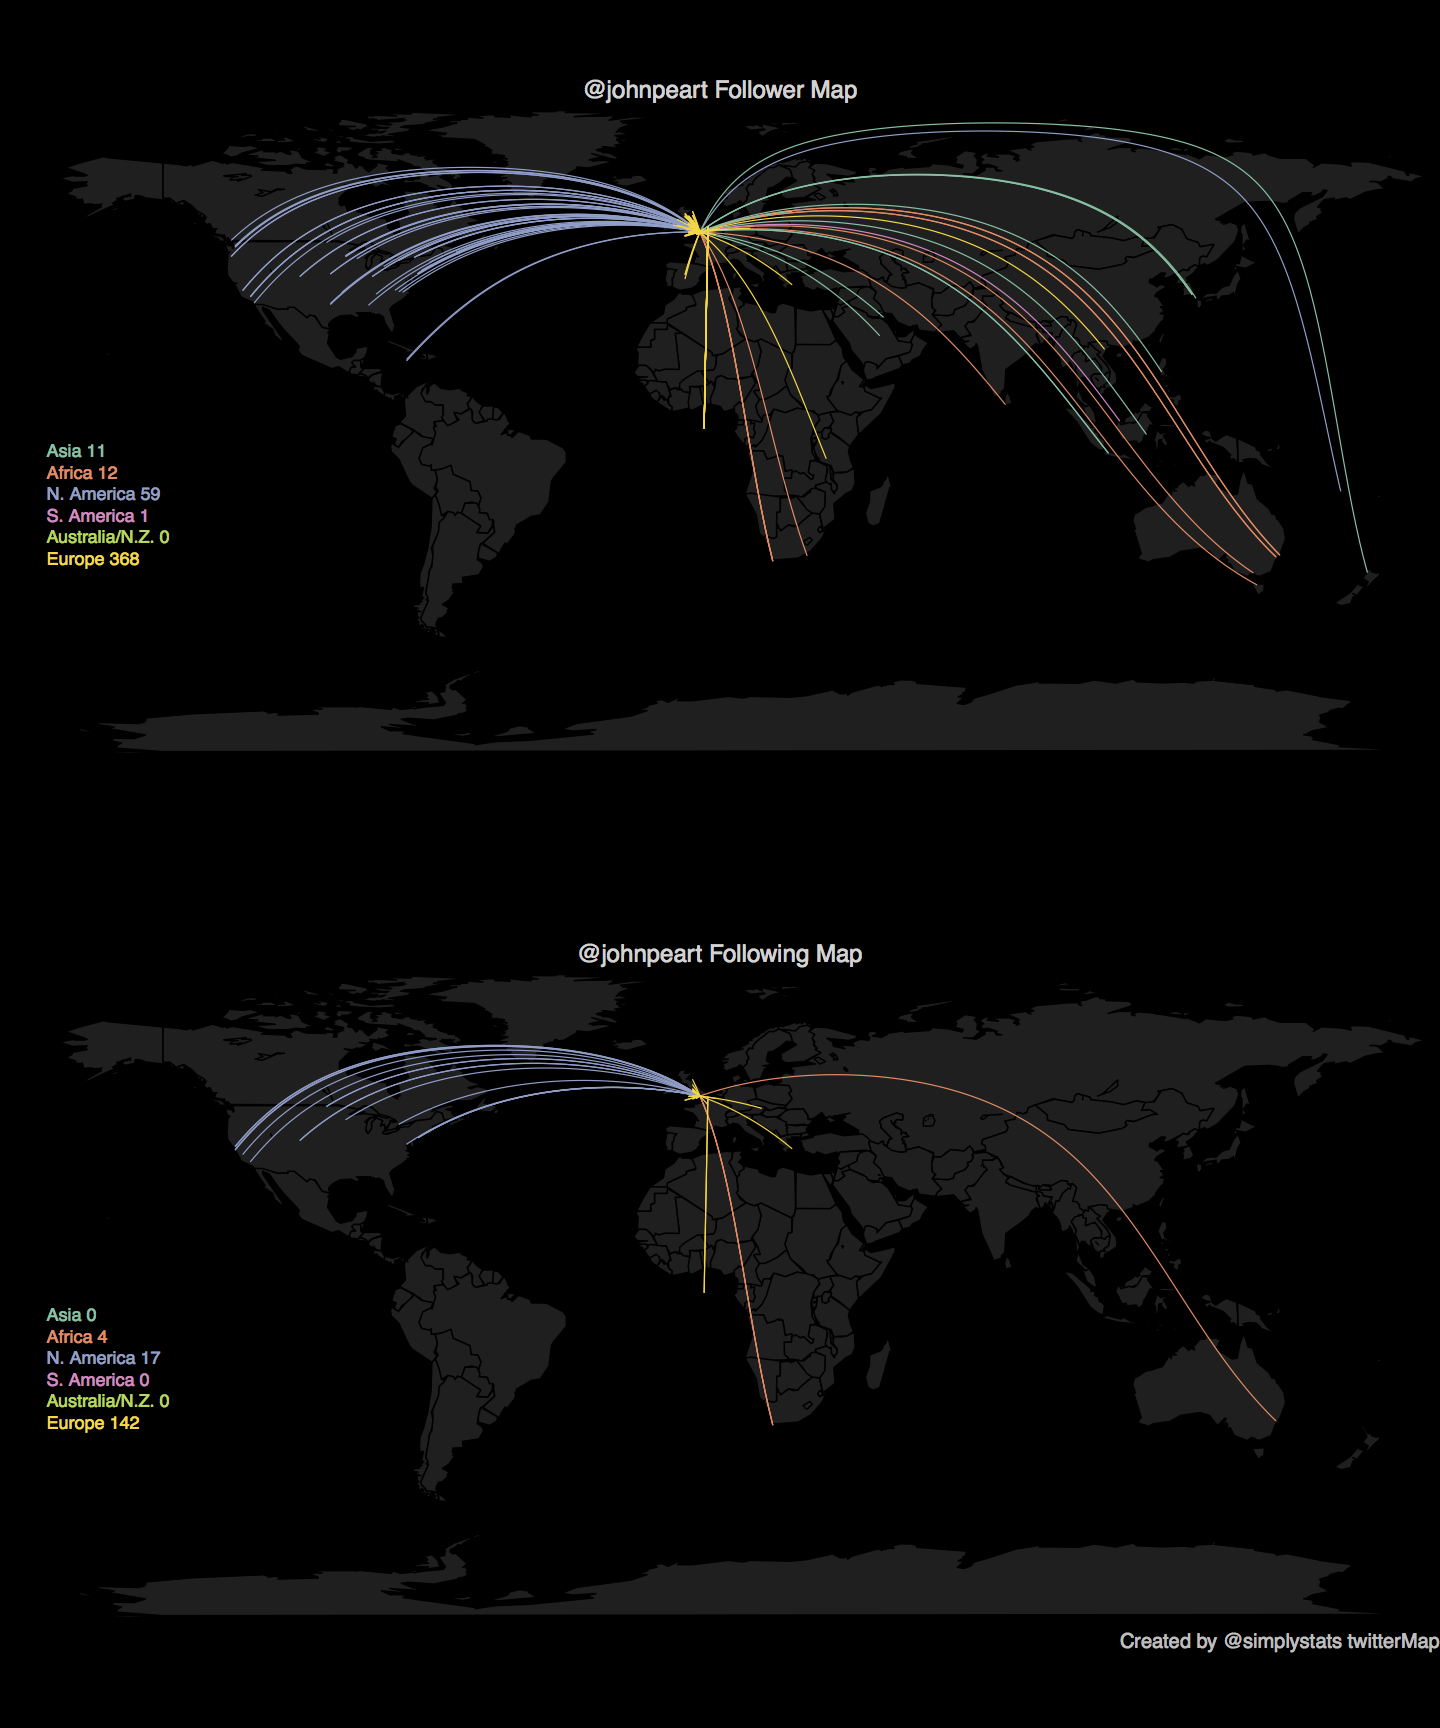 @johnpeart Follower Map
Asia 11
Africa 12
N. America 59
S. America 1
Australia/N.Z. 0
Europe 368
@johnpeart Following Map
Asia 0
Africa 4
N. America 17
S. America 0
Australia/N.Z. 0
Europe 142
Created by @simplystats twitterMap